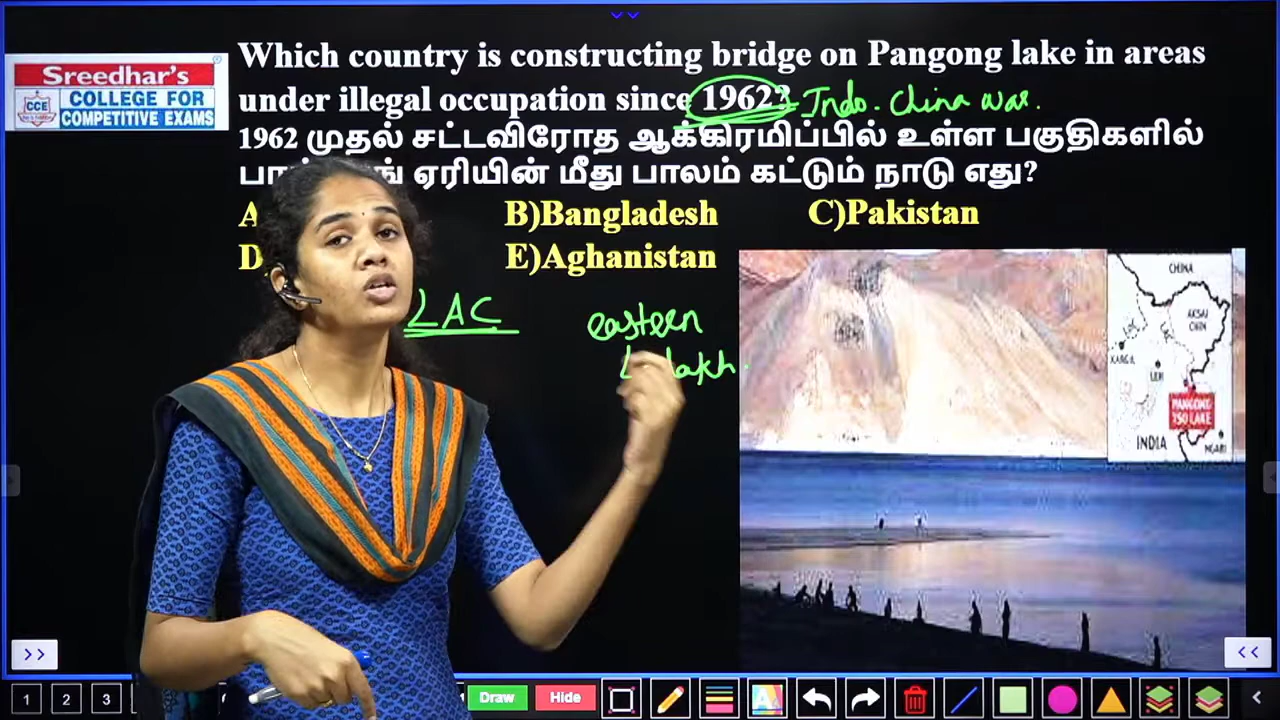 Which country is constructing bridge on Pangong lake in areas
under illegal occupation since 1962? Indo. China war.
1962 முதல் சட்டவிரோத ஆக்கிரமிப்பில் உள்ள பகுதிகளில்
ஏரியின் மீது பாலம் கட்டும் நாடு எது?
Sreedhar's
CCE
COLLEGE FOR
COMPETITIVE EXAMS
A
B)Bangladesh
C)Pakistan
D
E)Aghanistan
LAC
eastern
CHINA
AKSAI
CHIN
LEH
PANGONG
TSO LAKE
INDIA
NGARI
>>
<<
1 2 3
Draw
Hide